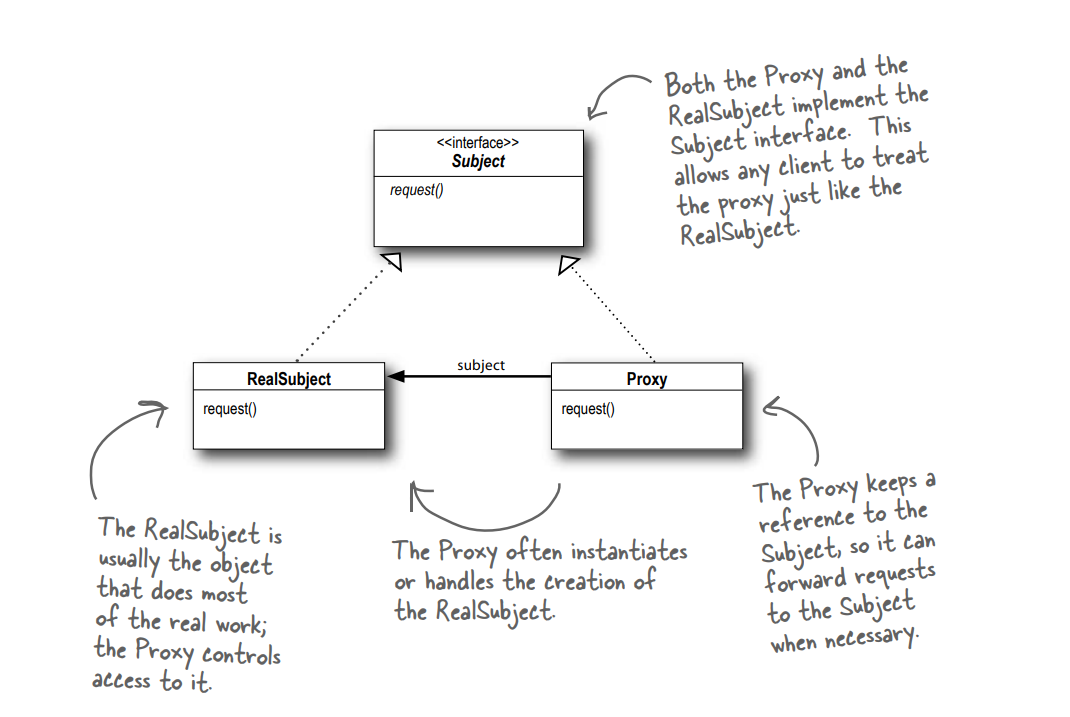 Both the Proxy and the
RealSubject implement the
Subject interface. This
allows any client to treat
the proxy just like the
RealSubject.
<<interface>>
Subject
request()
subject
RealSubject
request()
Proxy
request()
The RealSubject is
usually the object
that does most
of the real work;
the Proxy controls
access to it.
The Proxy often instantiates
or handles the creation of
the RealSubject.
The Proxy keeps a
reference to the
Subject, so it can
forward requests
to the Subject
when necessary.